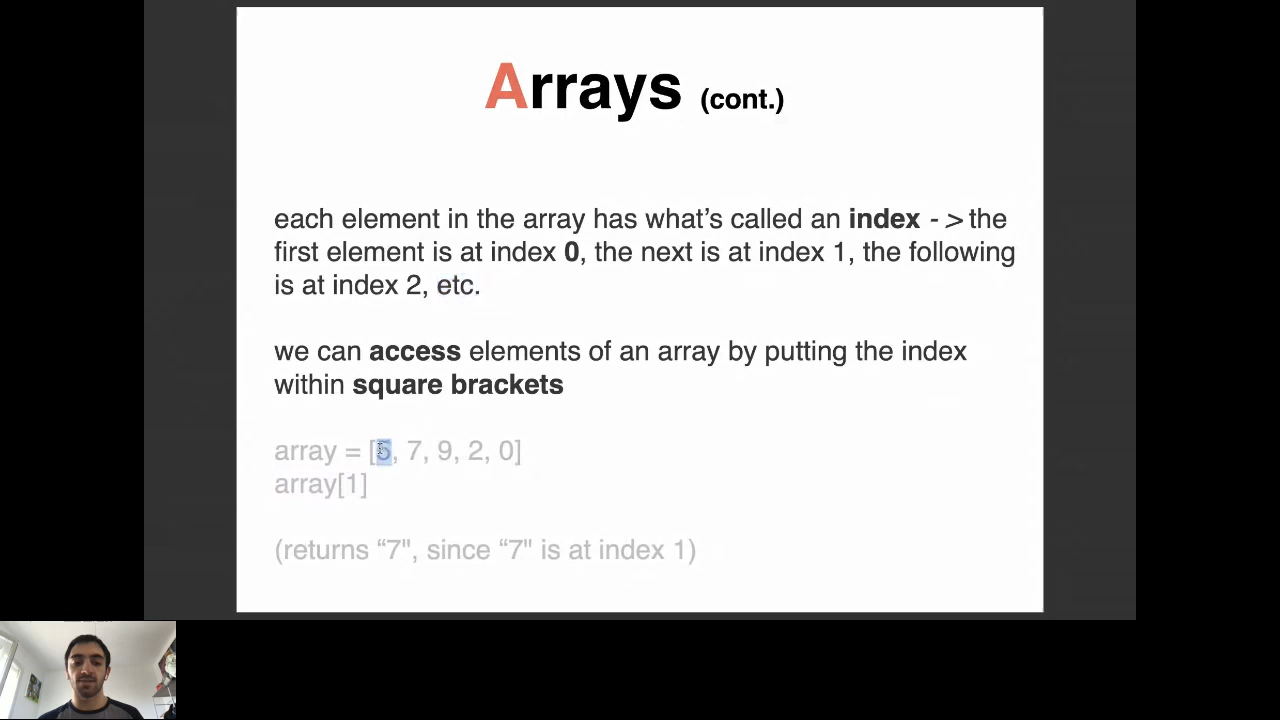 Arrays (cont.)
each element in the array has what’s called an index - > the
first element is at index 0, the next is at index 1, the following
is at index 2, etc.
we can access elements of an array by putting the index
within square brackets
array = [5, 7, 9, 2, 0]
array[1]
(returns “7", since “7" is at index 1)